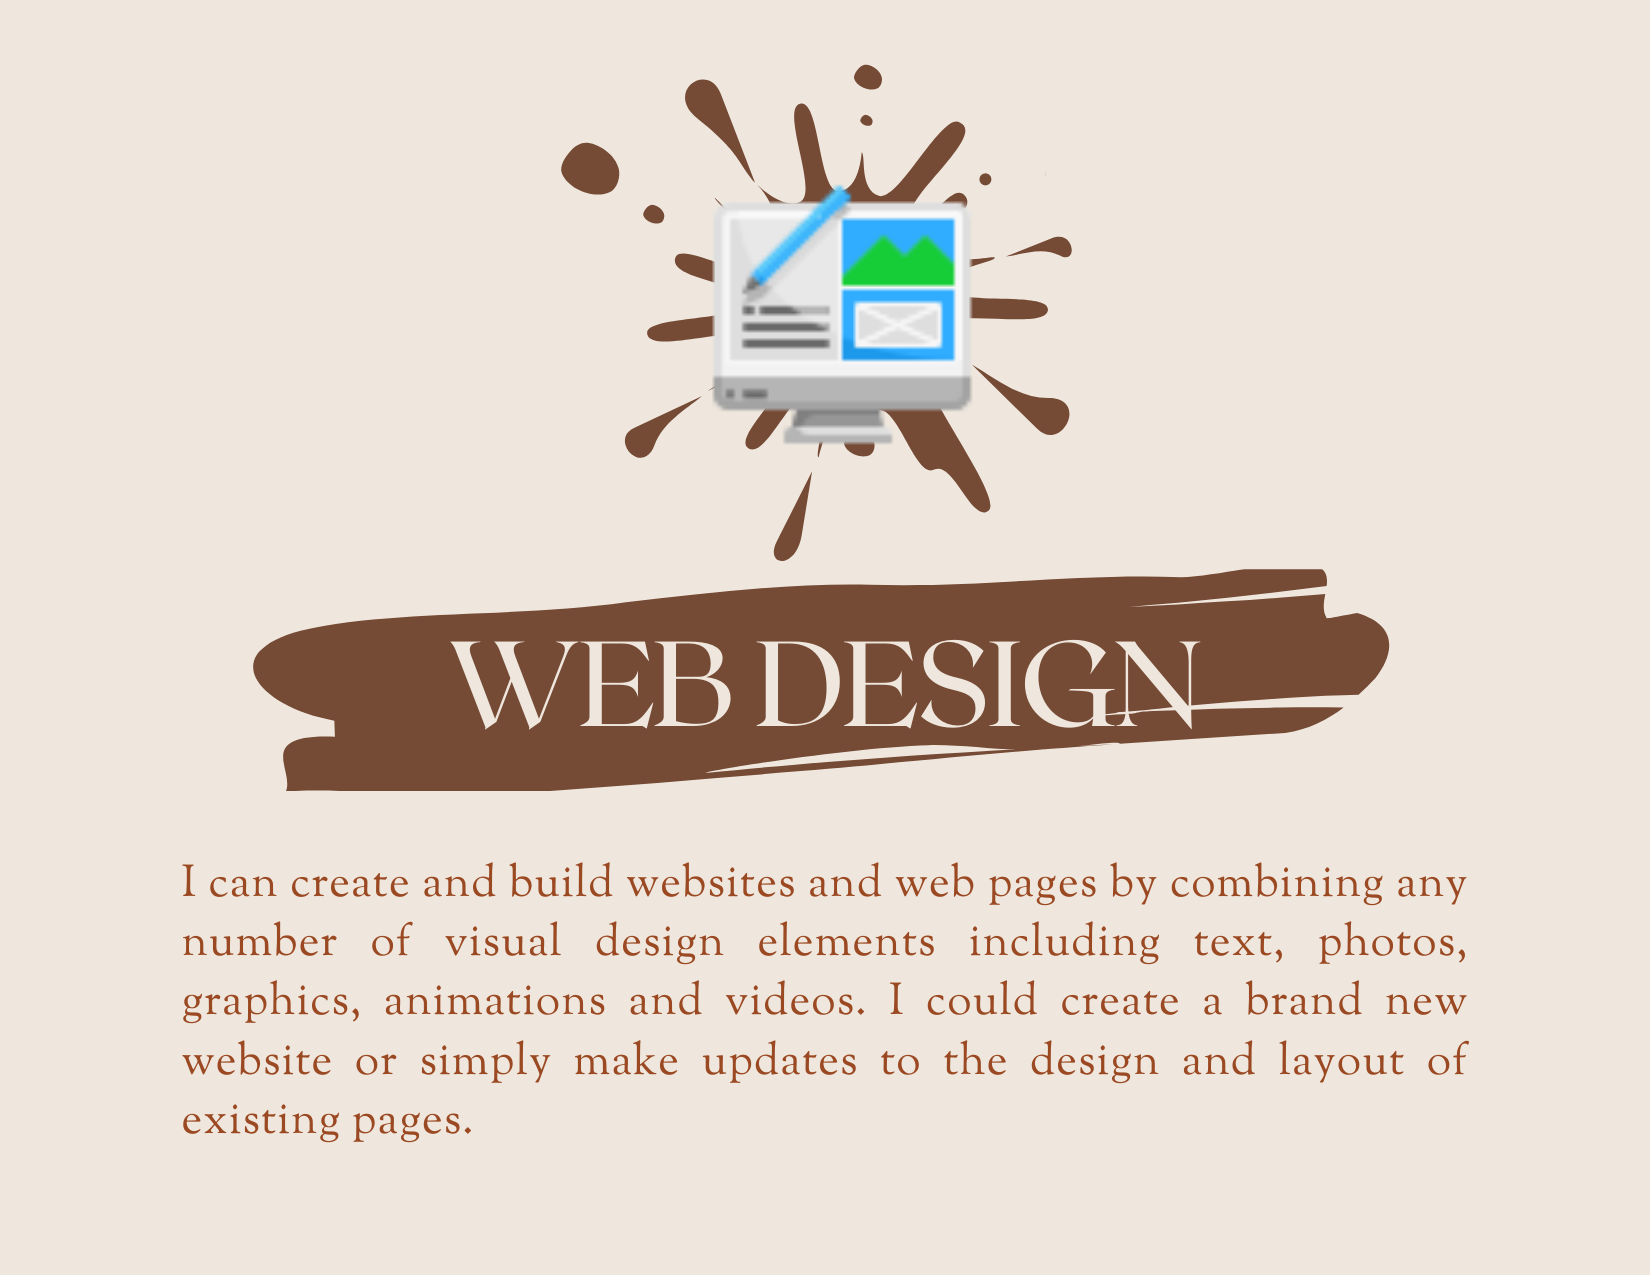 WEB DESIGN
I can create and build websites and web pages by combining any
number of visual design elements including text, photos,
graphics, animations and videos. I could create a brand new
website or simply make updates to the design and layout of
existing pages.